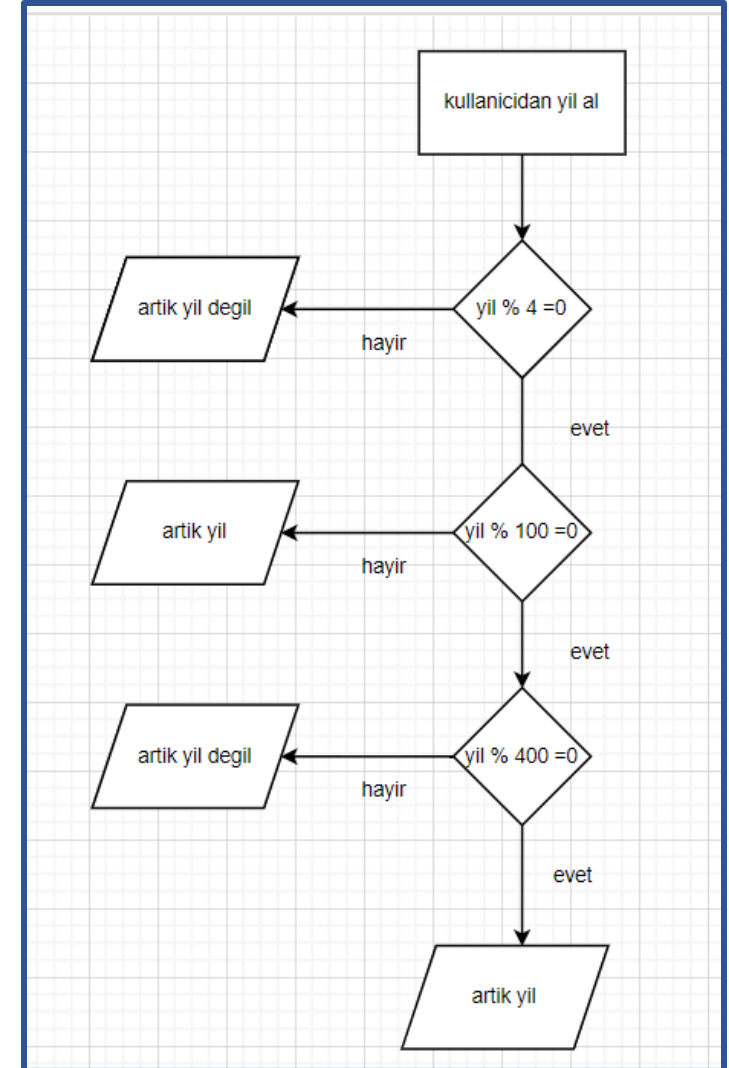 kullanicidan yil al
yil % 4 =0
artik yil degil
hayir
evet
yil % 100 =0
artik yil
hayir
evet
yil % 400 =0
artik yil degil
hayir
evet
artik yil